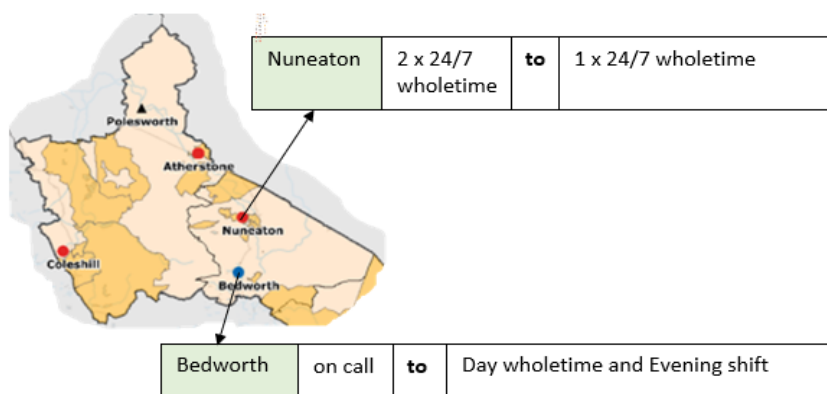 Nuneaton 2 x 24/7 wholetime to 1 x 24/7 wholetime
Polesworth
Atherstone
Nuneaton
Coleshill
Bedworth
Bedworth on call to Day wholetime and Evening shift